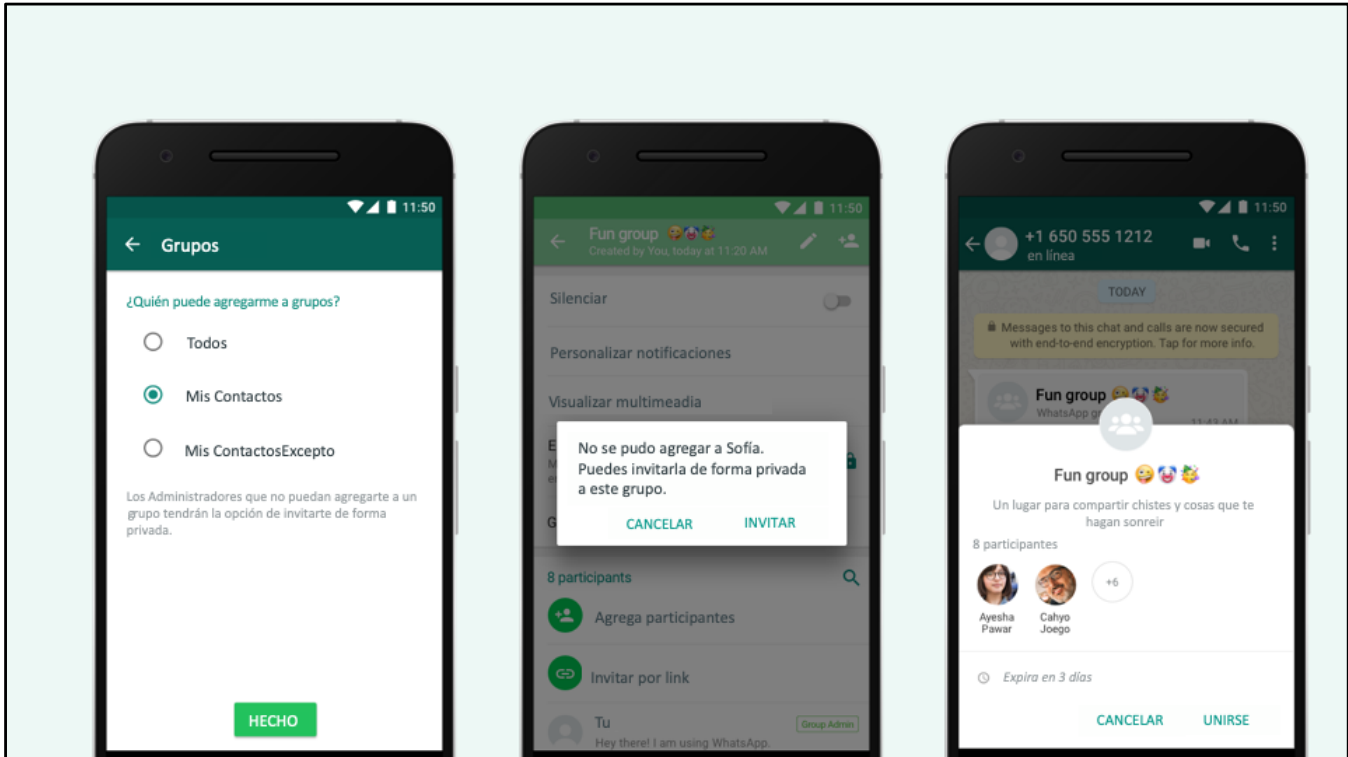 11:50
Grupos
¿Quién puede agregarme a grupos?
Todos
Mis Contactos
Mis ContactosExcepto
Los Administradores que no puedan agregarte a un
grupo tendrán la opción de invitarte de forma
privada.
HECHO
11:50
Fun group
Created by You, today at 11:20 AM
Silenciar
Personalizar notificaciones
Visualizar multimeadia
No se pudo agregar a Sofía.
Puedes invitarla de forma privada
a este grupo.
CANCELAR INVITAR
8 participants
Agrega participantes
Invitar por link
Tu
Group Admin
Hey there! I am using WhatsApp.
11:50
+1 650 555 1212
en línea
TODAY
Messages to this chat and calls are now secured
with end-to-end encryption. Tap for more info.
Fun group
WhatsApp
Fun group
Un lugar para compartir chistes y cosas que te
hagan sonreir
8 participantes
+6
Ayesha
Pawar
Cahyo
Joego
Expira en 3 días
CANCELAR UNIRSE